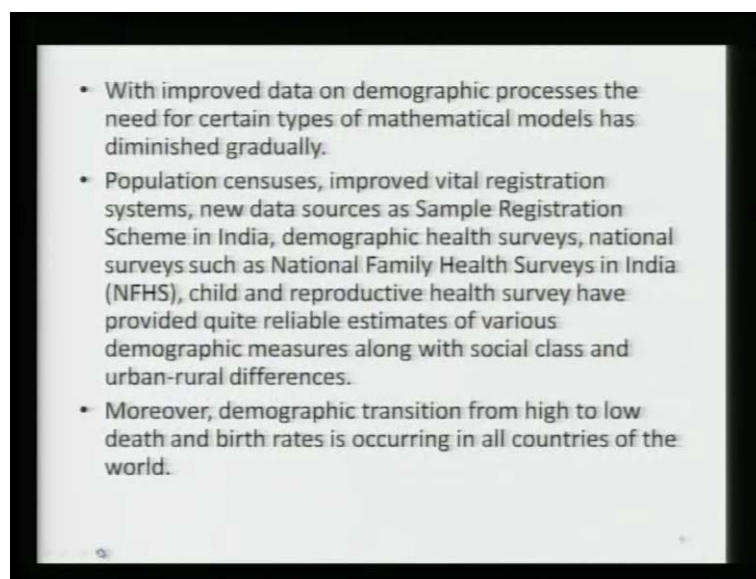 • With improved data on demographic processes the
need for certain types of mathematical models has
diminished gradually.
• Population censuses, improved vital registration
systems, new data sources as Sample Registration
Scheme in India, demographic health surveys, national
surveys such as National Family Health Surveys in India
(NFHS), child and reproductive health survey have
provided quite reliable estimates of various
demographic measures along with social class and
urban-rural differences.
• Moreover, demographic transition from high to low
death and birth rates is occurring in all countries of the
world.